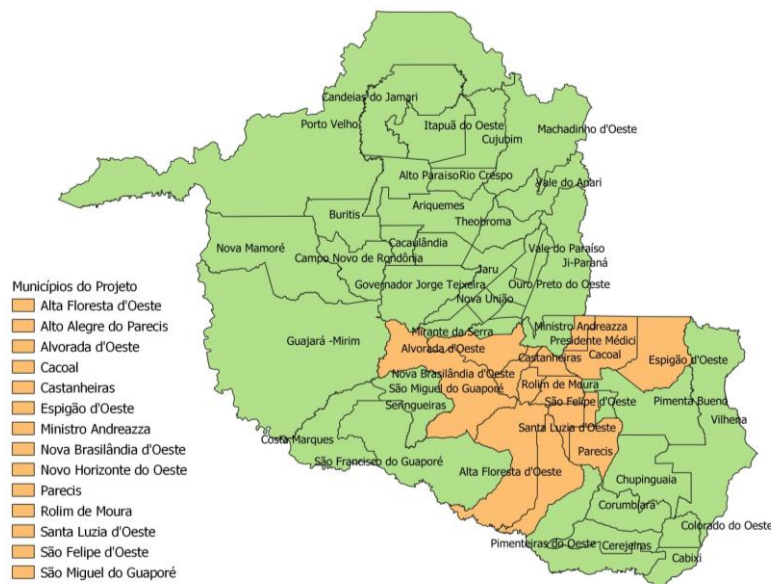 Candeias do Jamari
Porto Velho
Itapuã do Oeste
Cujubim
Machadinho d'Oeste
Alto Paraiso
Rio Crespo
Vale do Anari
Ariquemes
Buritis
Theobroma
Nova Mamoré
Cacaulândia
Campo Novo de Rondônia
Vale do Paraíso
Ji-Paraná
Jaru
Governador Jorge Teixeira
Ouro Preto do Oeste
Nova União
Guajará -Mirim
Mirante da Serra
Ministro Andreazza
Alvorada d'Oeste
Presidente Médici
Castanheiras
Cacoal
Espigão d'Oeste
Nova Brasilândia d'Oeste
Rolim de Moura
São Miguel do Guaporé
São Felipe d'Oeste
Pimenta Bueno
Seringueiras
Vilhena
Santa Luzia d'Oeste
Costa Marques
Parecis
São Francisco do Guaporé
Alta Floresta d'Oeste
Chupinguaia
Corumbiara
Colorado do Oeste
Pimenteiras do Oeste
Cerejeiras
Cabixi
Municípios do Projeto
Alta Floresta d'Oeste
Alto Alegre do Parecis
Alvorada d'Oeste
Cacoal
Castanheiras
Espigão d'Oeste
Ministro Andreazza
Nova Brasilândia d'Oeste
Novo Horizonte do Oeste
Parecis
Rolim de Moura
Santa Luzia d'Oeste
São Felipe d'Oeste
São Miguel do Guaporé